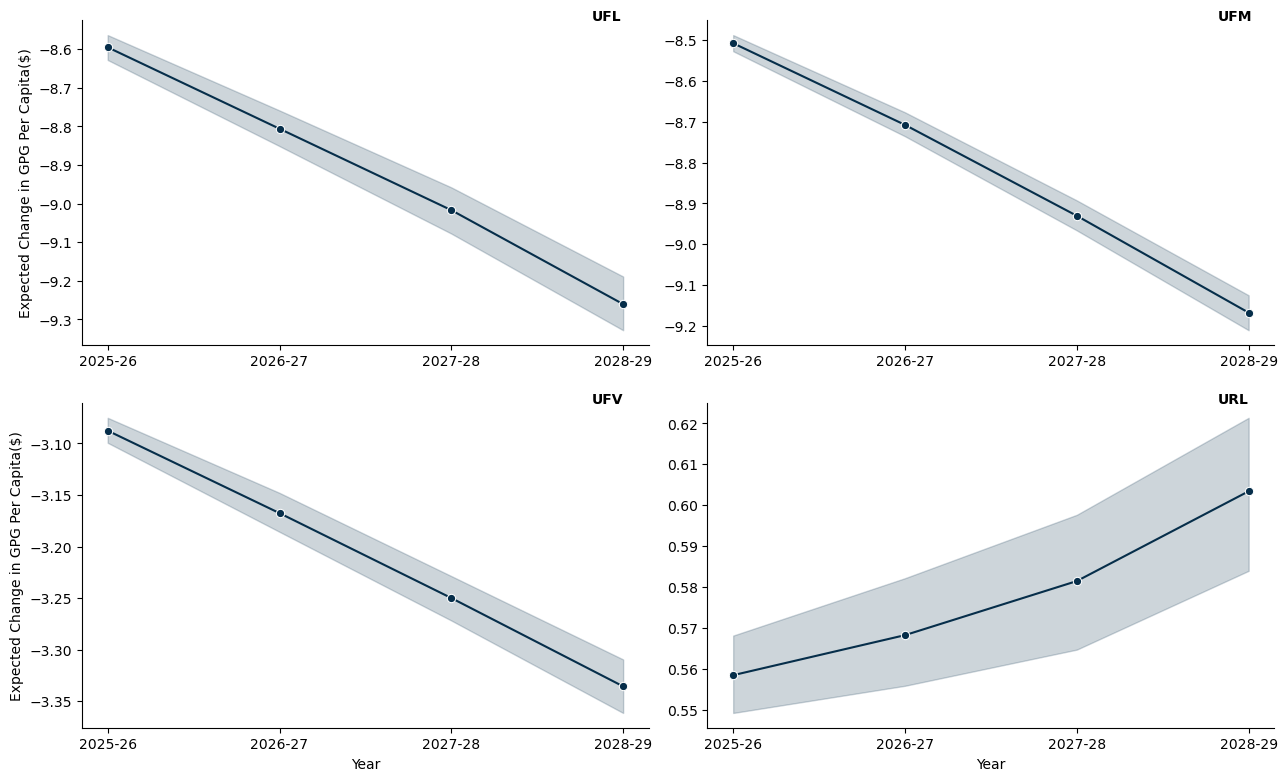 UFL
Expected Change in GPG Per Capita($)
−8.6
−8.7
−8.8
−8.9
−9.0
−9.1
−9.2
−9.3
2025-26 2026-27 2027-28 2028-29
UFM
−8.5
−8.6
−8.7
−8.8
−8.9
−9.0
−9.1
−9.2
2025-26 2026-27 2027-28 2028-29
UFV
Expected Change in GPG Per Capita($)
−3.10
−3.15
−3.20
−3.25
−3.30
−3.35
2025-26 2026-27 2027-28 2028-29
Year
URL
0.62
0.61
0.60
0.59
0.58
0.57
0.56
0.55
2025-26 2026-27 2027-28 2028-29
Year